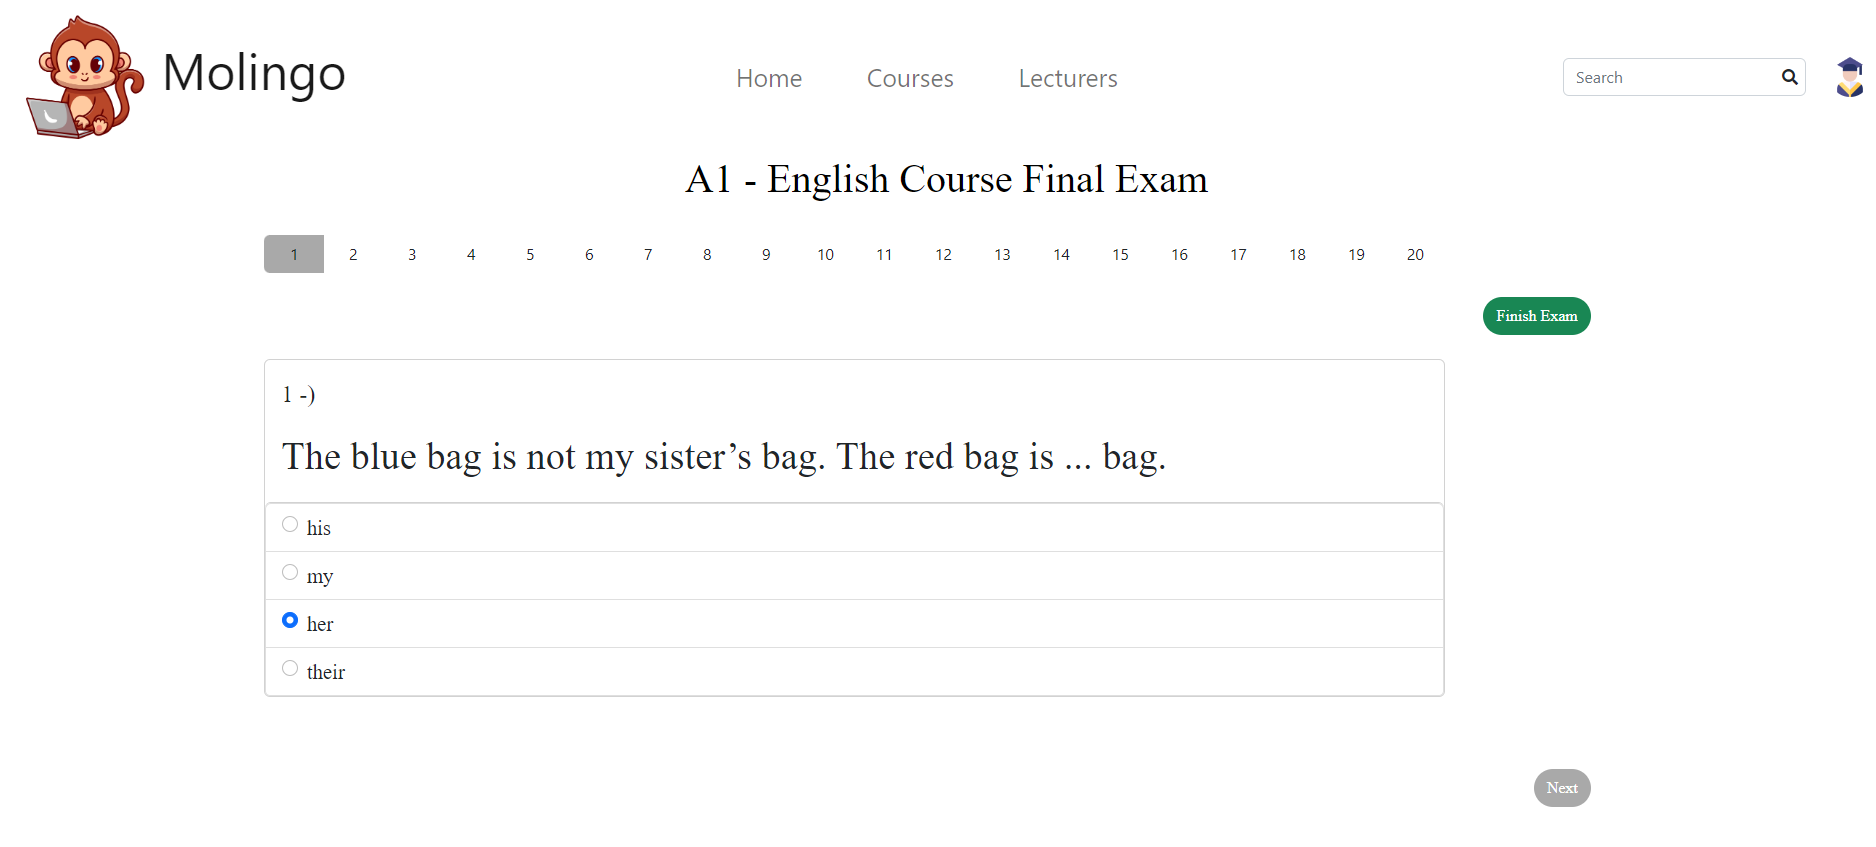 Molingo
Home Courses Lecturers
Search
A1 - English Course Final Exam
1 2 3 4 5 6 7 8 9 10 11 12 13 14 15 16 17 18 19 20
Finish Exam
1 -)
The blue bag is not my sister’s bag. The red bag is ... bag.
his
my
her
their
Next